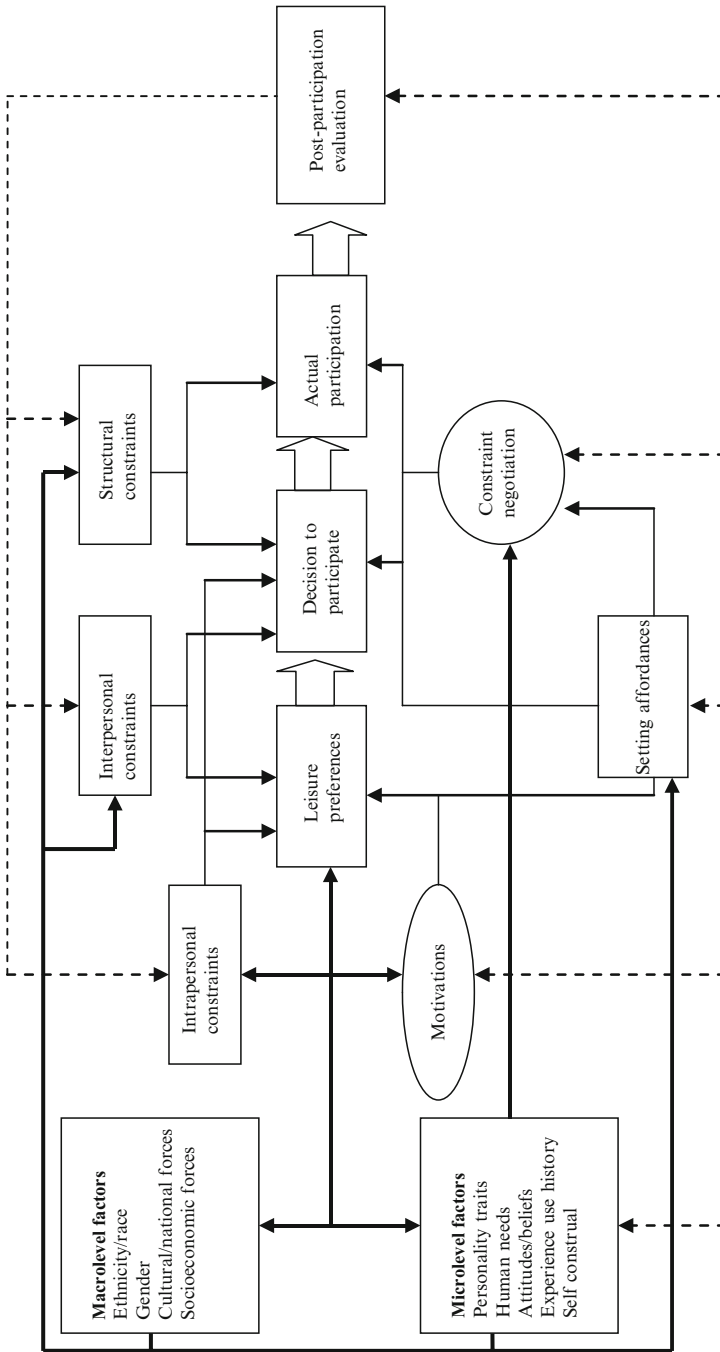 Macrolevel factors
Ethnicity/race
Gender
Cultural/national forces
Socioeconomic forces
Microlevel factors
Personality traits
Human needs
Attitudes/beliefs
Experience use history
Self construal
Intrapersonal
constraints
Motivations
Interpersonal
constraints
Leisure
preferences
Setting affordances
Structural
constraints
Decision to
participate
Constraint
negotiation
Actual
participation
Post-participation
evaluation